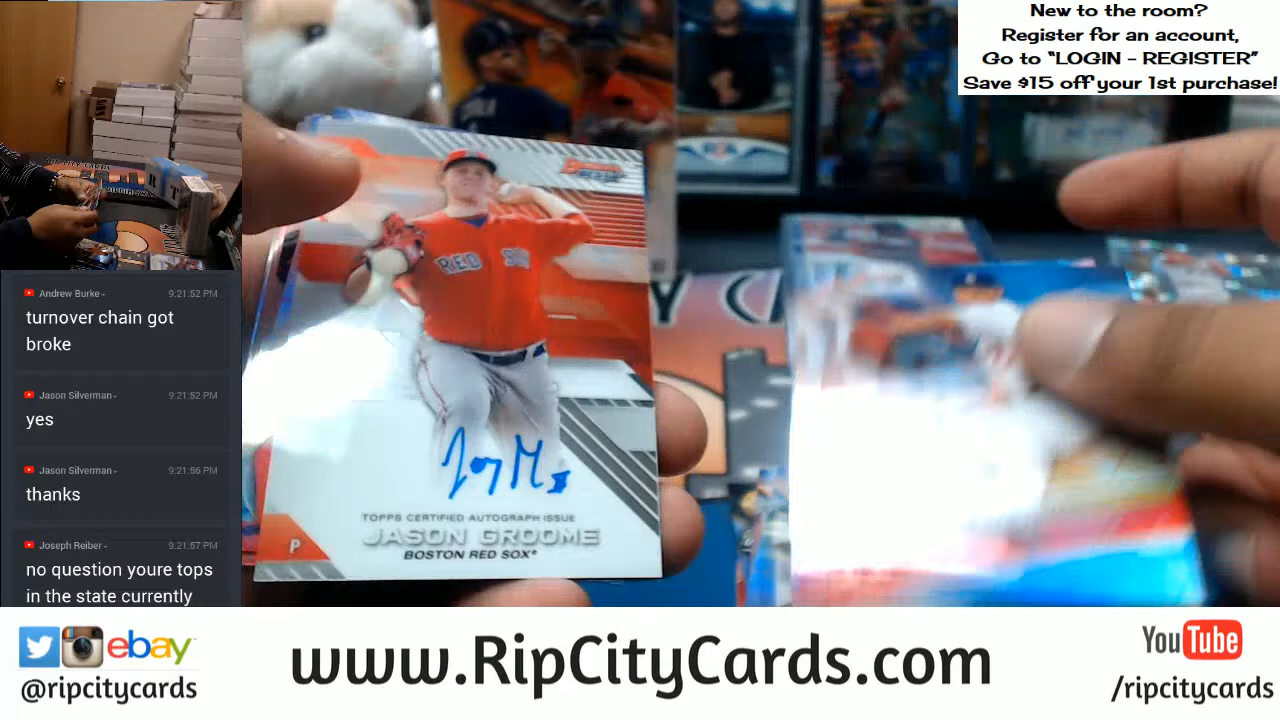 New to the room?
Register for an account,
Go to "LOGIN - REGISTER"
Save $15 off your 1st purchase!
Andrew Burke-
9:21:52 PM
turnover chain got
broke
Jason Silverman-
9:21:52 PM
yes
Jason Silverman-
9:21:56 PM
thanks
Joseph Reiber-
9:21:57 PM
no question youre tops
in the state currently
RED SOX
TOPPS CERTIFIED AUTOGRAPH ISSUE
JASON GROOME
P
BOSTON RED SOX
ebay
@ripcitycards
www.RipCityCards.com
YouTube
/ripcitycards